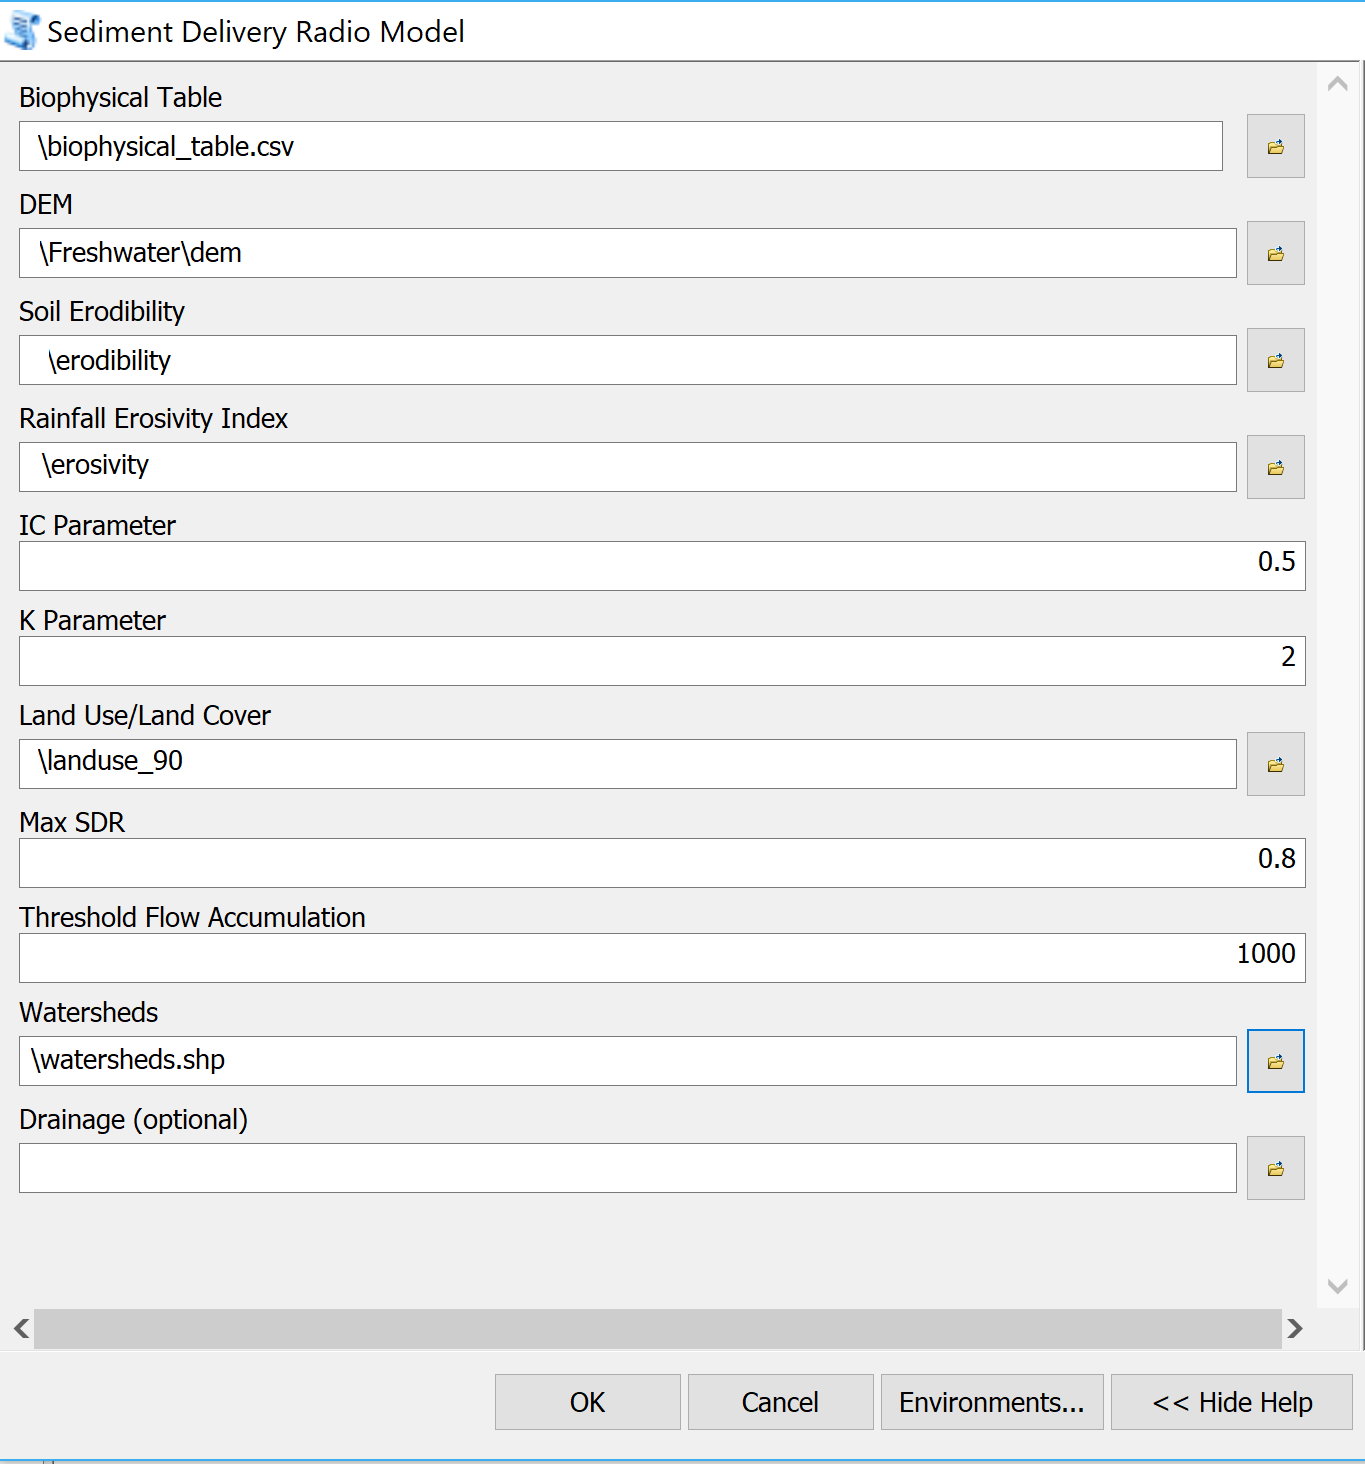 Sediment Delivery Radio Model
Biophysical Table
\biophysical_table.csv
DEM
\Freshwater\dem
Soil Erodibility
\erodibility
Rainfall Erosivity Index
\erosivity
IC Parameter
0.5
K Parameter
2
Land Use/Land Cover
\landuse_90
Max SDR
0.8
Threshold Flow Accumulation
1000
Watersheds
\watersheds.shp
Drainage (optional)
OK Cancel Environments... << Hide Help